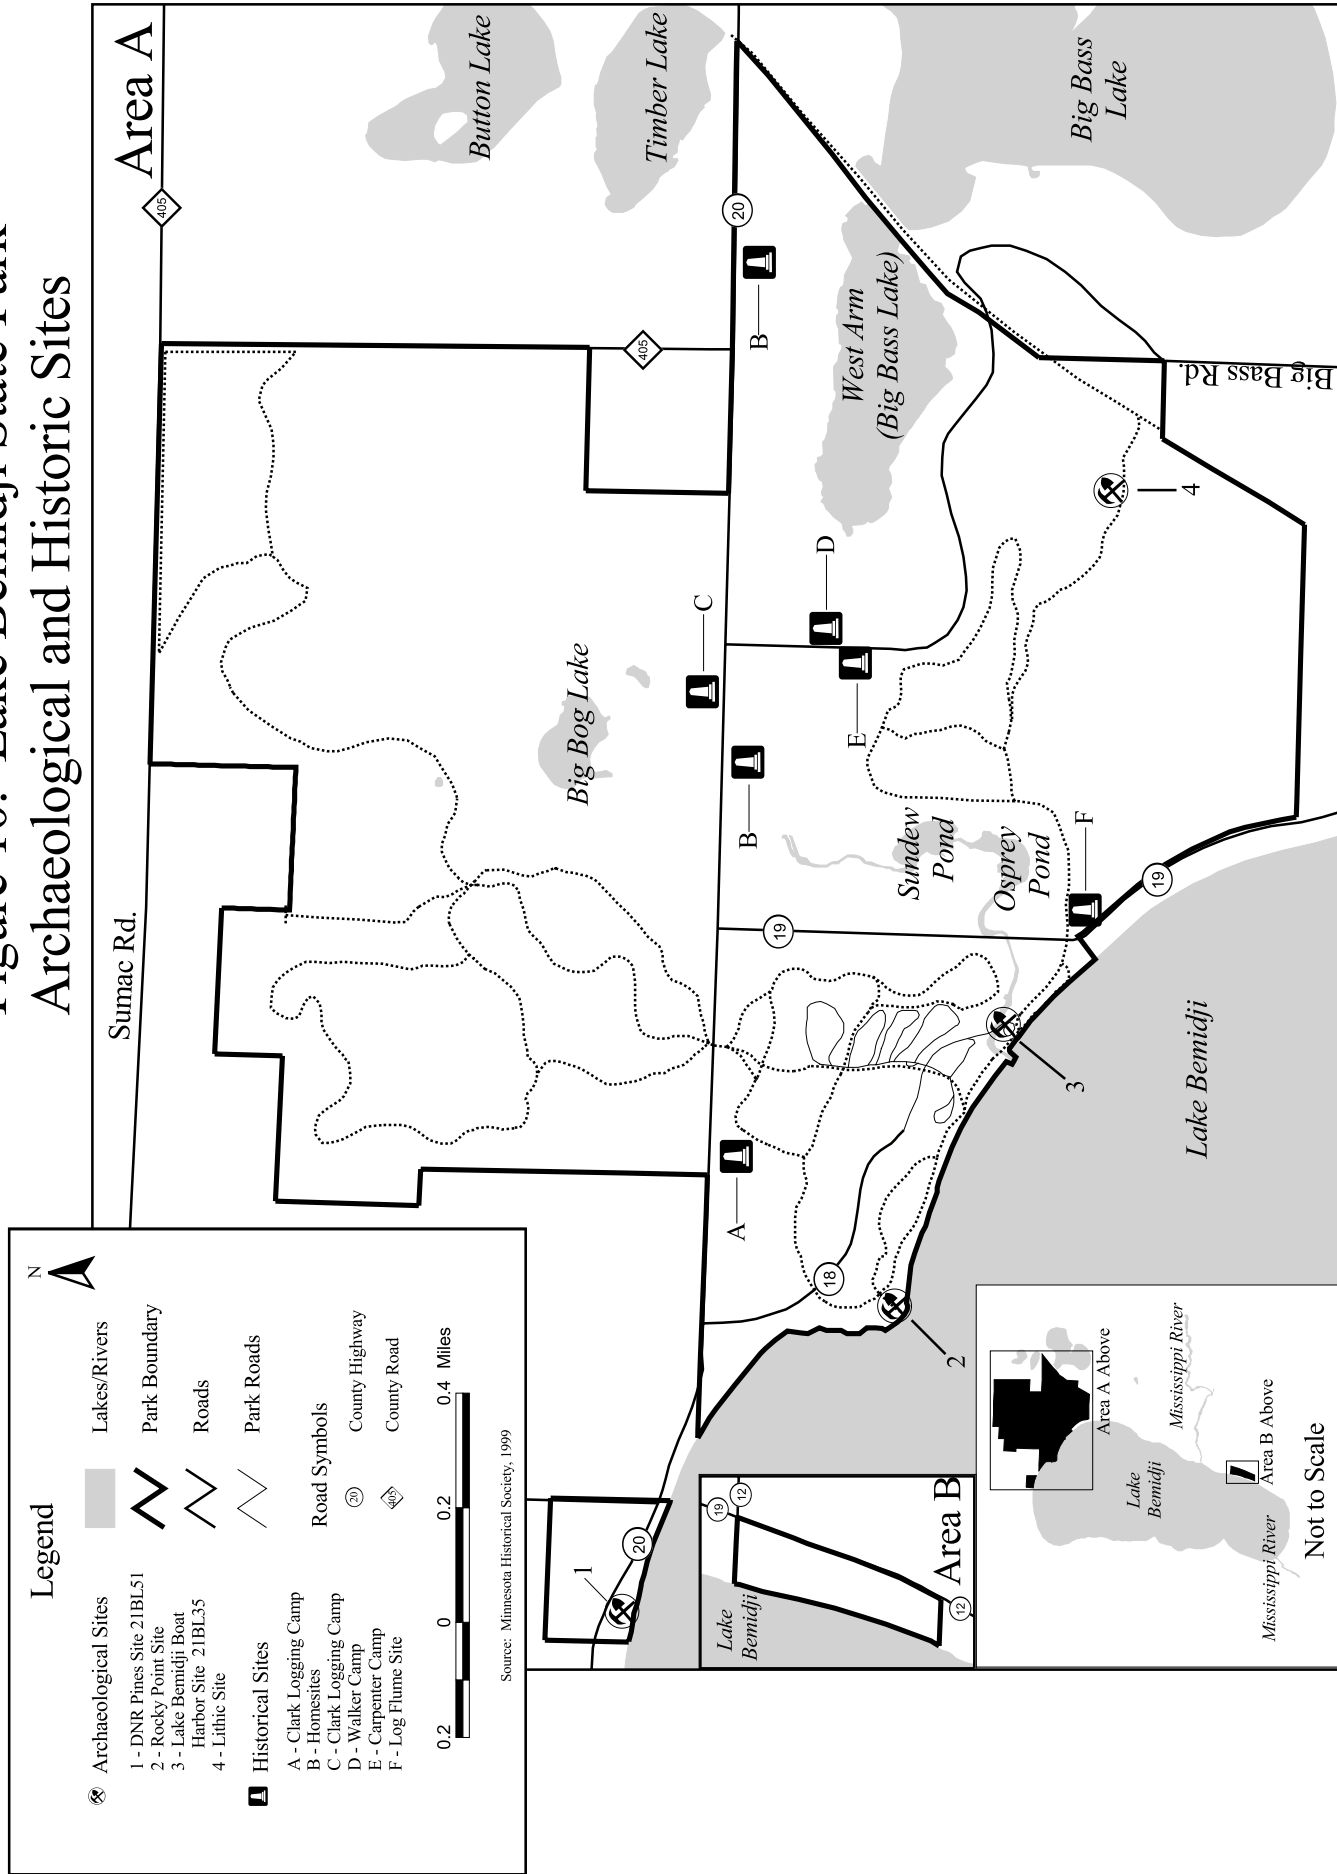 Archaeological and Historic Sites
Area A
405
Button Lake
Timber Lake
Big Bass
Lake
20
B
405
West Arm
(Big Bass Lake)
Big Bass Rd.
4
D
C
E
B
Big Bog Lake
Sumac Rd.
Sundew
Pond
Osprey
Pond
F
19
19
3
Lake Bemidji
A
18
2
1
20
Legend
N
Archaeological Sites
1 - DNR Pines Site 21BL51
2 - Rocky Point Site
3 - Lake Bemidji Boat
Harbor Site 21BL35
4 - Lithic Site
Historical Sites
A - Clark Logging Camp
B - Homesites
C - Clark Logging Camp
D - Walker Camp
E - Carpenter Camp
F - Log Flume Site
Lakes/Rivers
Park Boundary
Roads
Park Roads
Road Symbols
20 County Highway
405 County Road
0.2 0 0.2 0.4 Miles
Source: Minnesota Historical Society, 1999
Area B
Lake
Bemidji
19
12
12
Area A Above
Lake
Bemidji
Mississippi River
Area B Above
Mississippi River
Not to Scale